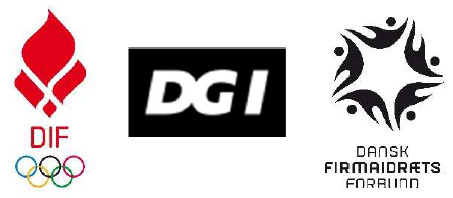 DIF
DGI
DANSK
FIRMAIDRÆTS
FORBUND